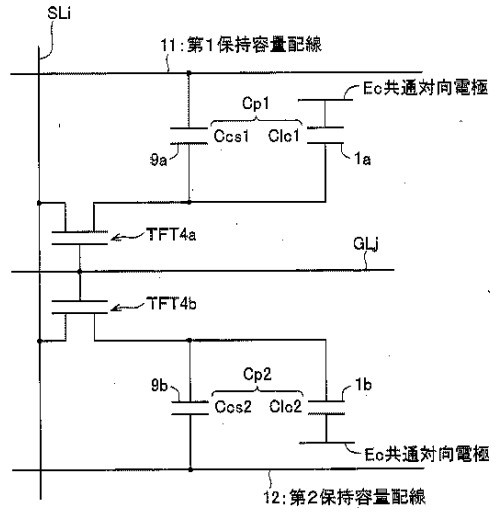 SLi
11:第1保持容量配線
Ec共通対向電極
Cp1
Ccs1
Clc1
9a
1a
TFT4a
GLj
TFT4b
9b
Cp2
1b
Ccs2
Clc2
Ec共通対向電極
12:第2保持容量配線